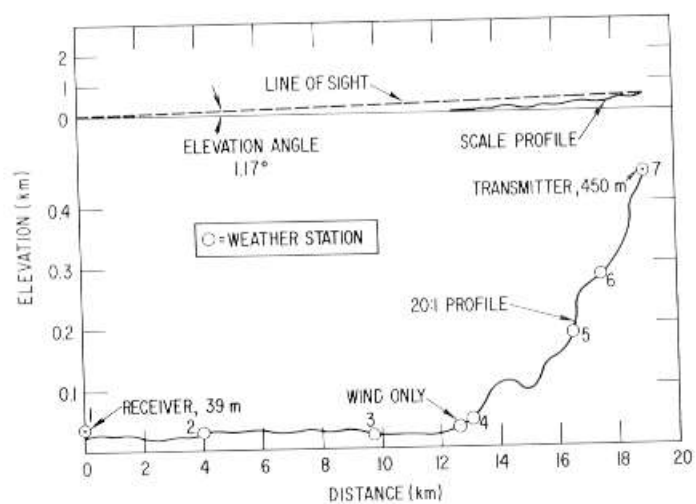 2
1
0
LINE OF SIGHT
ELEVATION ANGLE
1.17°
SCALE PROFILE
TRANSMITTER, 450 m
7
ELEVATION (km)
0.4
0.3
0.2
0.1
O=WEATHER STATION
6
20:1 PROFILE
5
WIND ONLY
4
1
RECEIVER, 39 m
2
3
0 2 4 6 8 10 12 14 16 18 20
DISTANCE (km)